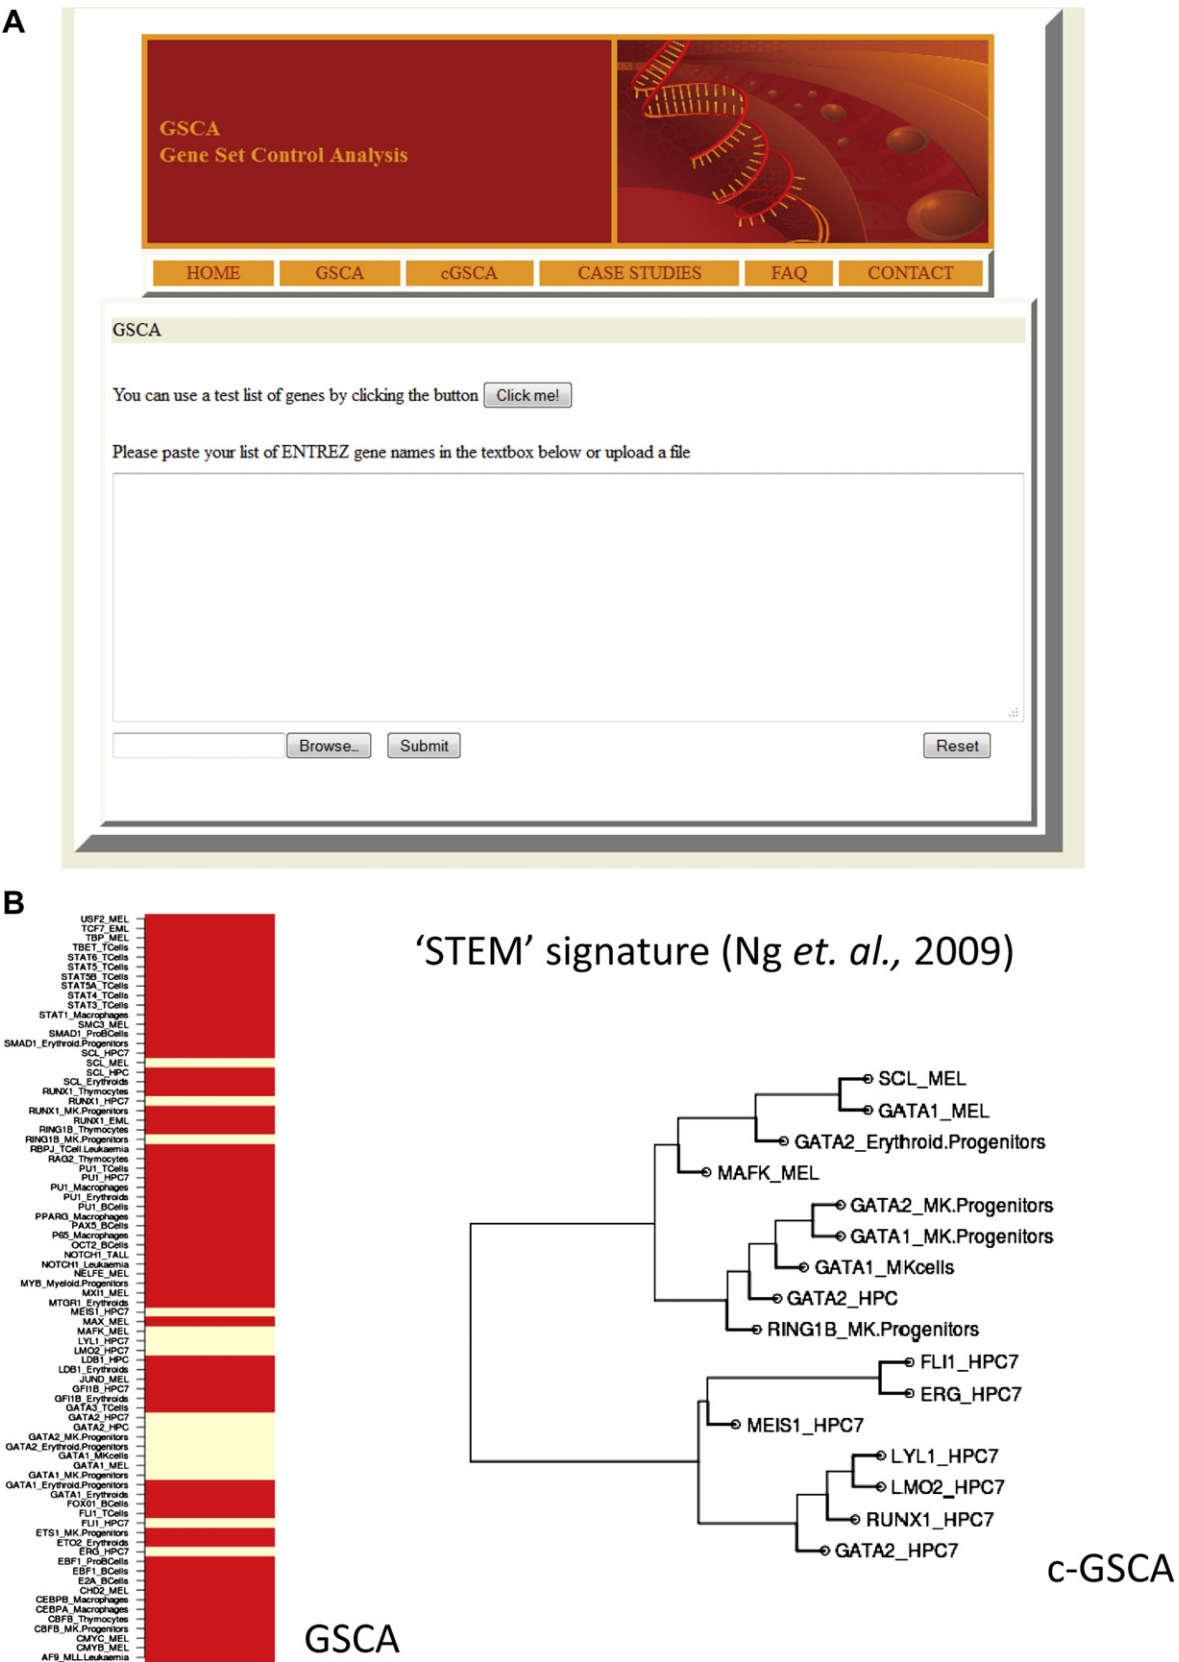 A
GSCA
Gene Set Control Analysis
HOME
GSCA
cGSCA
CASE STUDIES
FAQ
CONTACT
GSCA
You can use a test list of genes by clicking the button Click me!
Please paste your list of ENTREZ gene names in the textbox below or upload a file
Browse...
Submit
Reset
B
USF2_MEL
TCF7_EML
TBP_MEL
TBET_TCells
STAT6_TCells
STAT5_TCells
STAT5B_TCells
STAT5A_TCells
STAT4_TCells
STAT3_TCells
STAT1_Macrophages
SMC3_MEL
SMAD1_ProBCells
SMAD1_Erythroid.Progenitors
SCL_HPC7
SCL_MEL
SCL_HPC
SCL_Erythroids
RUNX1_Thymocytes
RUNX1_HPC7
RUNX1_MK.Progenitors
RUNX1_EML
RING1B_Thymocytes
RING1B_MK.Progenitors
RBPJ_TCell.Leukaemia
RAG2_Thymocytes
PU1_TCells
PU1_HPC7
PU1_Macrophages
PU1_Erythroids
PU1_BCells
PPARG_Macrophages
PAX5_BCells
P65_Macrophages
OCT2_BCells
NOTCH1_TALL
NOTCH1_Leukaemia
NELFE_MEL
MYB_Myeloid.Progenitors
MXI1_MEL
MTGR1_Erythroids
MEIS1_HPC7
MAX_MEL
MAFK_MEL
LYL1_HPC7
LMO2_HPC7
LDB1_HPC
LDB1_Erythroids
JUND_MEL
GFI1B_HPC7
GFI1B_Erythroids
GATA3_TCells
GATA2_HPC7
GATA2_HPC
GATA2_MK.Progenitors
GATA2_Erythroid.Progenitors
GATA1_MKcells
GATA1_MEL
GATA1_MK.Progenitors
GATA1_Erythroid.Progenitors
GATA1_Erythroids
FOXO1_BCells
FLI1_TCells
FLI1_HPC7
ETS1_MK.Progenitors
ETO2_Erythroids
ERG_HPC7
EBF1_ProBCells
EBF1_BCells
E2A_BCells
CHD2_MEL
CEBPB_Macrophages
CEBPA_Macrophages
CBFB_Thymocytes
CBFB_MK.Progenitors
CMYC_MEL
CMYB_MEL
AF9_MLL.Leukaemia
GSCA
‘STEM’ signature (Ng et. al., 2009)
SCL_MEL
GATA1_MEL
GATA2_Erythroid.Progenitors
MAFK_MEL
GATA2_MK.Progenitors
GATA1_MK.Progenitors
GATA1_MKcells
GATA2_HPC
RING1B_MK.Progenitors
FLI1_HPC7
ERG_HPC7
MEIS1_HPC7
LYL1_HPC7
LMO2_HPC7
RUNX1_HPC7
GATA2_HPC7
c-GSCA